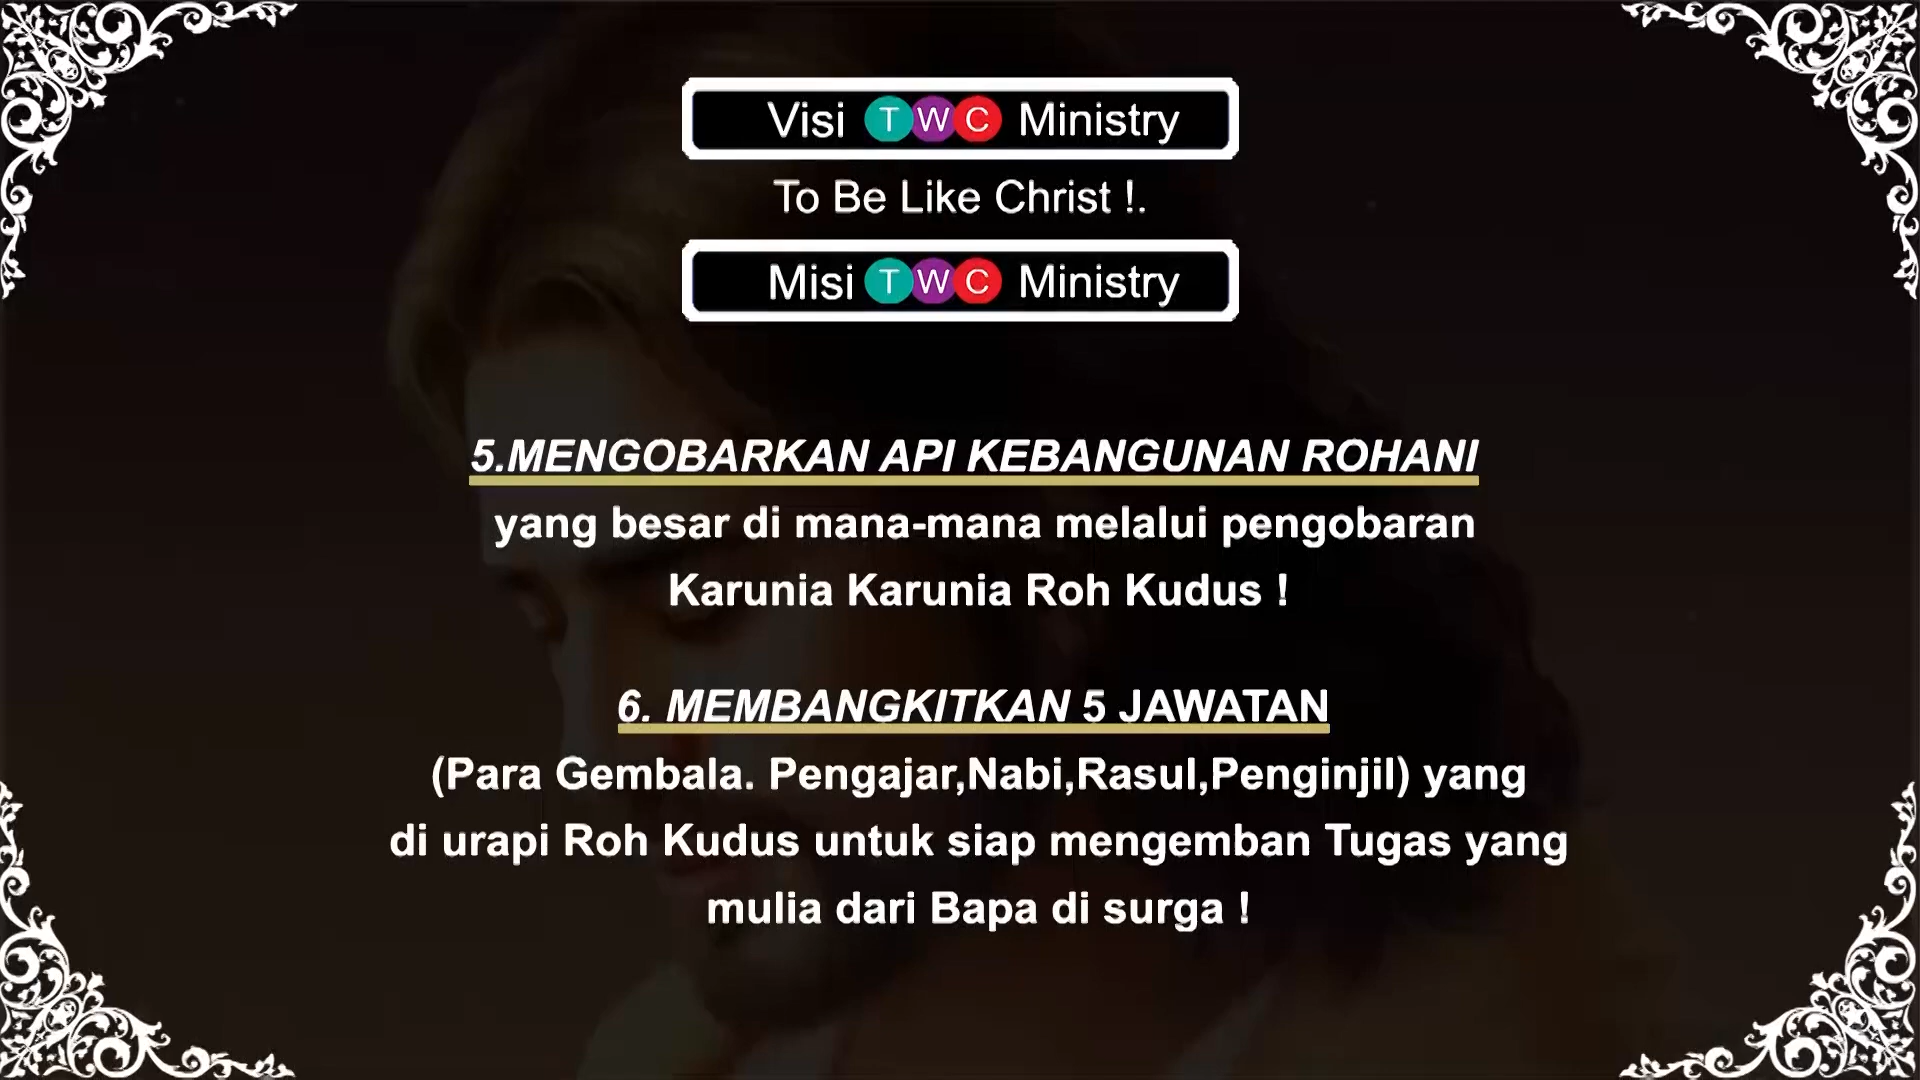 Visi TWC Ministry
To Be Like Christ !.
Misi TWC Ministry
5.MENGOBARKAN API KEBANGUNAN ROHANI
yang besar di mana-mana melalui pengobaran
Karunia Karunia Roh Kudus !
6. MEMBANGKITKAN 5 JAWATAN
(Para Gembala. Pengajar,Nabi,Rasul,Penginjil) yang
di urapi Roh Kudus untuk siap mengemban Tugas yang
mulia dari Bapa di surga !